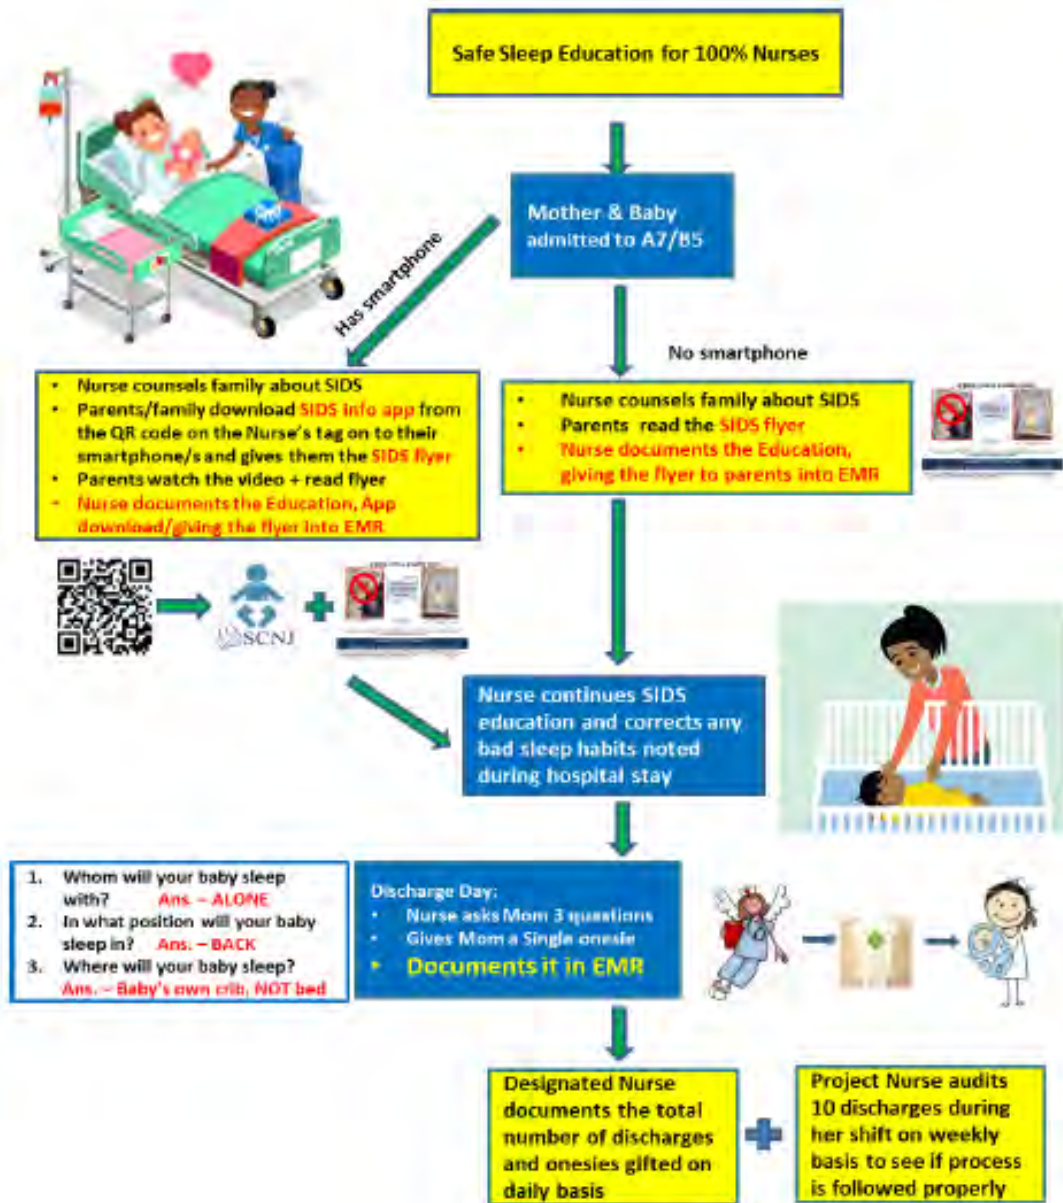 Safe Sleep Education for 100% Nurses
Mother & Baby
admitted to A7/B5
Has smartphone
No smartphone
• Nurse counsels family about SIDS
• Parents/family download SIDS info app from
the QR code on the Nurse's tag on to their
smartphone/s and gives them the SIDS flyer
• Parents watch the video + read flyer
• Nurse documents the Education, App
download/giving the flyer into EMR
• Nurse counsels family about SIDS
• Parents read the SIDS flyer
• Nurse documents the Education,
giving the flyer to parents into EMR
SCNJ
Nurse continues SIDS
education and corrects any
bad sleep habits noted
during hospital stay
1. Whom will your baby sleep
with? Ans. – ALONE
2. In what position will your baby
sleep in? Ans. – BACK
3. Where will your baby sleep?
Ans. – Baby's own crib, NOT bed
Discharge Day:
• Nurse asks Mom 3 questions
• Gives Mom a Single onesie
• Documents it in EMR
Designated Nurse
documents the total
number of discharges
and onesies gifted on
daily basis
Project Nurse audits
10 discharges during
her shift on weekly
basis to see if process
is followed properly